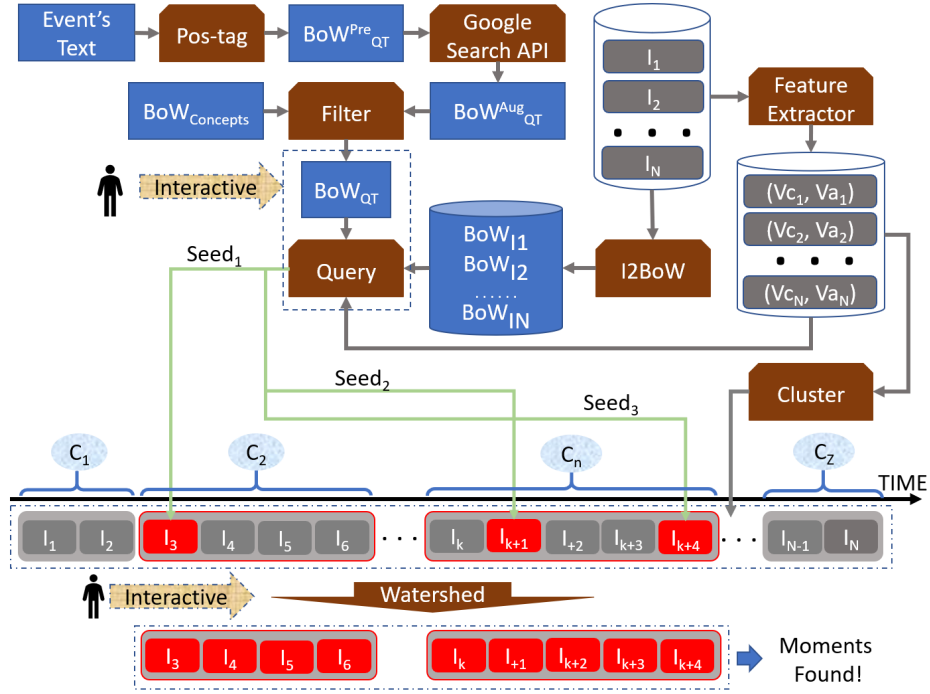 Event's Text
Pos-tag
BoW^Pre_QT
Google Search API
BoW_Concepts
Filter
BoW^Aug_QT
I_1
I_2
. . .
I_N
Feature Extractor
Interactive
BoW_QT
Query
BoW_I1
BoW_I2
......
BoW_IN
I2BoW
(Vc_1, Va_1)
(Vc_2, Va_2)
. . .
(Vc_N, Va_N)
Seed_1
Seed_2
Seed_3
Cluster
C_1
C_2
C_n
C_Z
TIME
I_1 I_2 I_3 I_4 I_5 I_6 . . . I_k I_k+1 I_+2 I_k+3 I_k+4 . . . I_N-1 I_N
Interactive
Watershed
I_3 I_4 I_5 I_6 I_k I_+1 I_k+2 I_k+3 I_k+4
Moments Found!